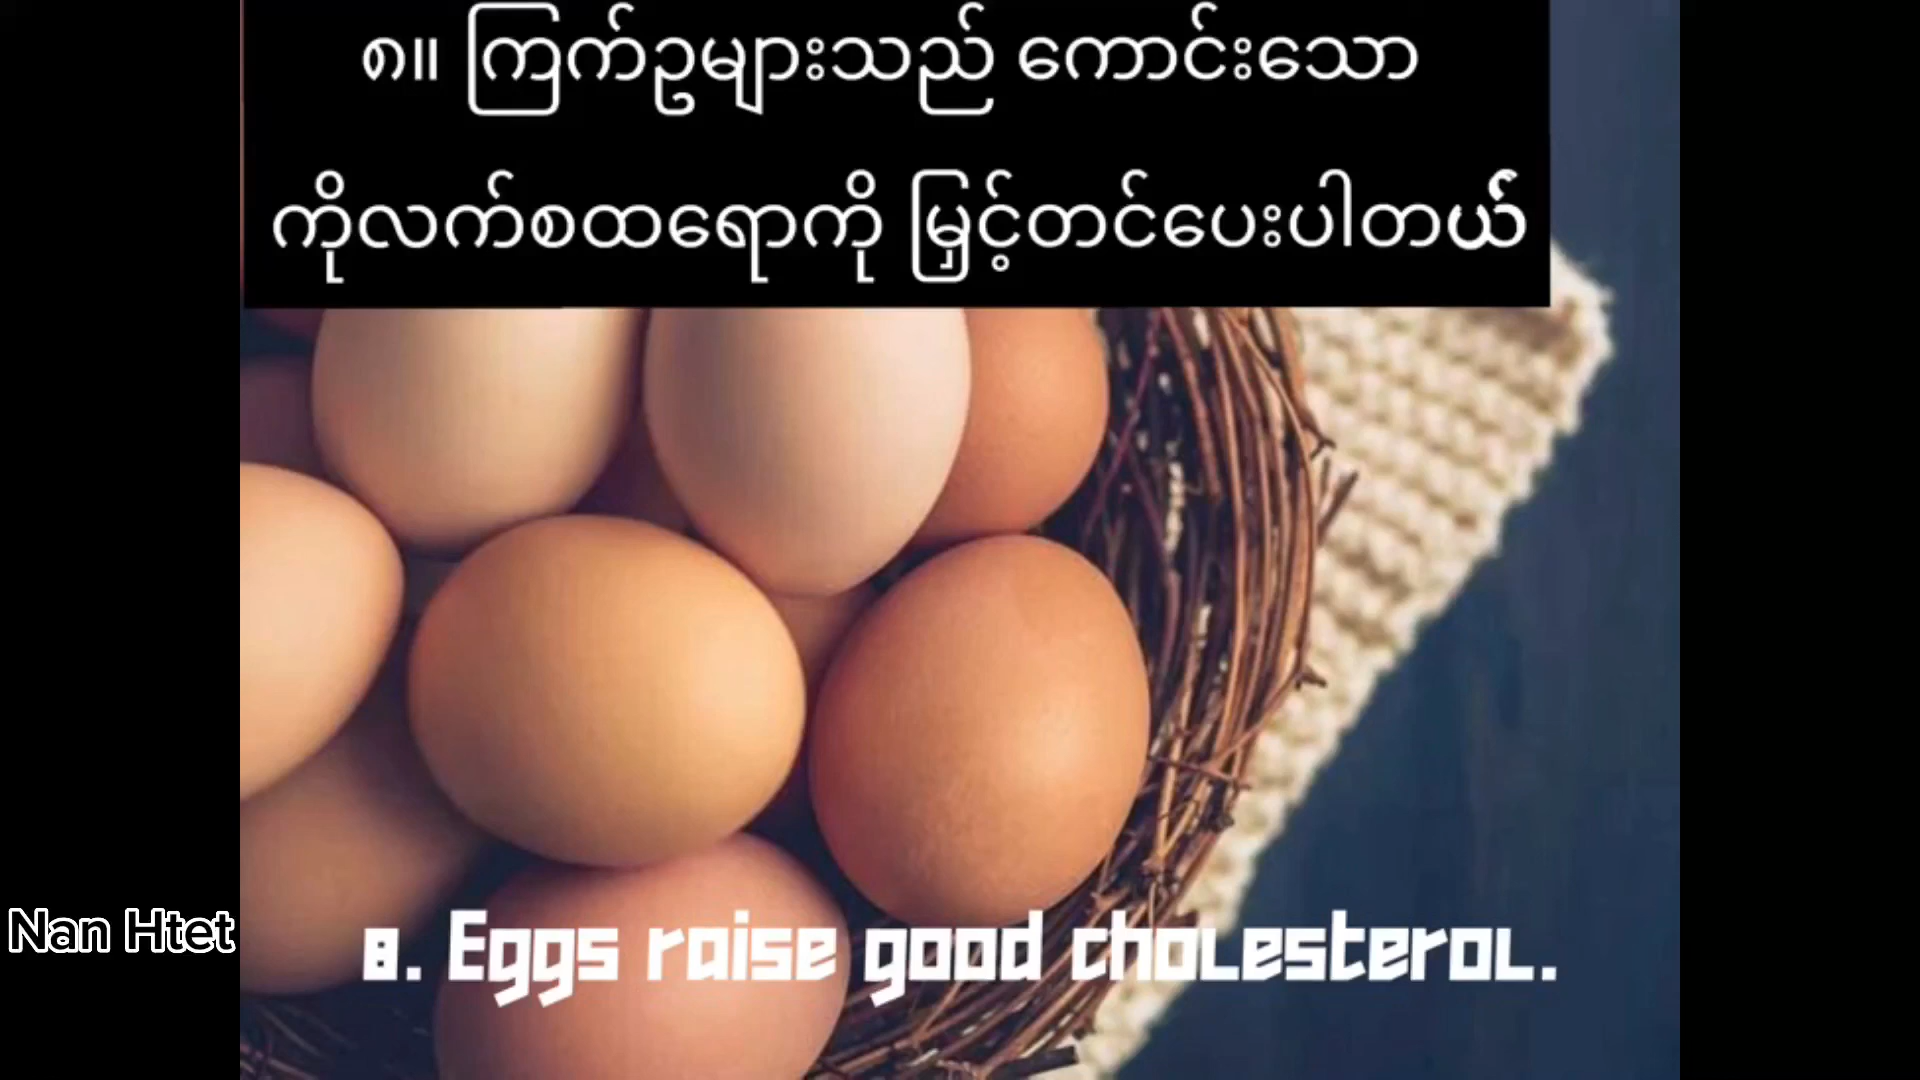 ၈။ ကြက်ဥများသည် ကောင်းသော
ကိုလက်စထရောကို မြှင့်တင်ပေးပါတယ်
Nan Htet
8. Eggs raise good cholesterol.